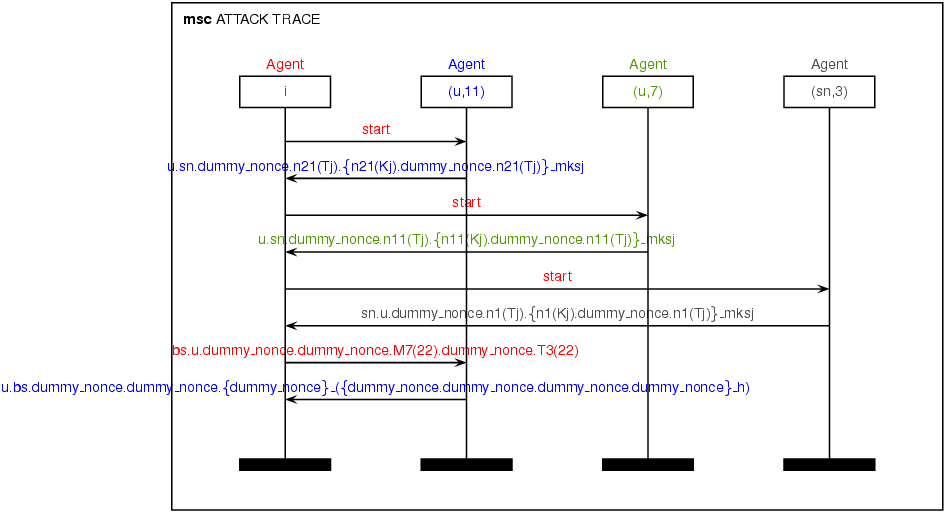 msc ATTACK TRACE
Agent Agent Agent Agent
i (u,11) (u,7) (sn,3)
start
u.sn.dummy_nonce.n21(Tj).{n21(Kj).dummy_nonce.n21(Tj)}_mksj
start
u.sn.dummy_nonce.n11(Tj).{n11(Kj).dummy_nonce.n11(Tj)}_mksj
start
sn.u.dummy_nonce.n1(Tj).{n1(Kj).dummy_nonce.n1(Tj)}_mksj
bs.u.dummy_nonce.dummy_nonce.M7(22).dummy_nonce.T3(22)
u.bs.dummy_nonce.dummy_nonce.{dummy_nonce}_({dummy_nonce.dummy_nonce.dummy_nonce.dummy_nonce}_h)